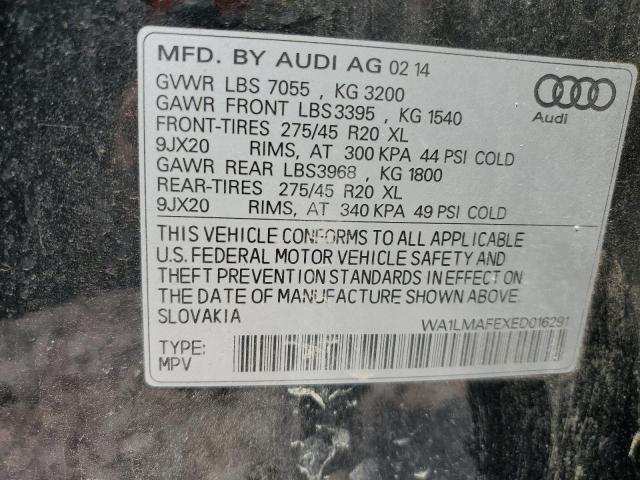 MFD. BY AUDI AG 02 14
GVWR LBS 7055 , KG 3200
GAWR FRONT LBS3395 , KG 1540
FRONT-TIRES 275/45 R20 XL
9JX20 RIMS, AT 300 KPA 44 PSI COLD
GAWR REAR LBS3968 , KG 1800
REAR-TIRES 275/45 R20 XL
9JX20 RIMS, AT 340 KPA 49 PSI COLD
Audi
THIS VEHICLE CONFORMS TO ALL APPLICABLE
U.S. FEDERAL MOTOR VEHICLE SAFETY AND
THEFT PREVENTION STANDARDS IN EFFECT ON
THE DATE OF MANUFACTURE SHOWN ABOVE.
SLOVAKIA
WA1LMAFEXED016291
TYPE:
MPV